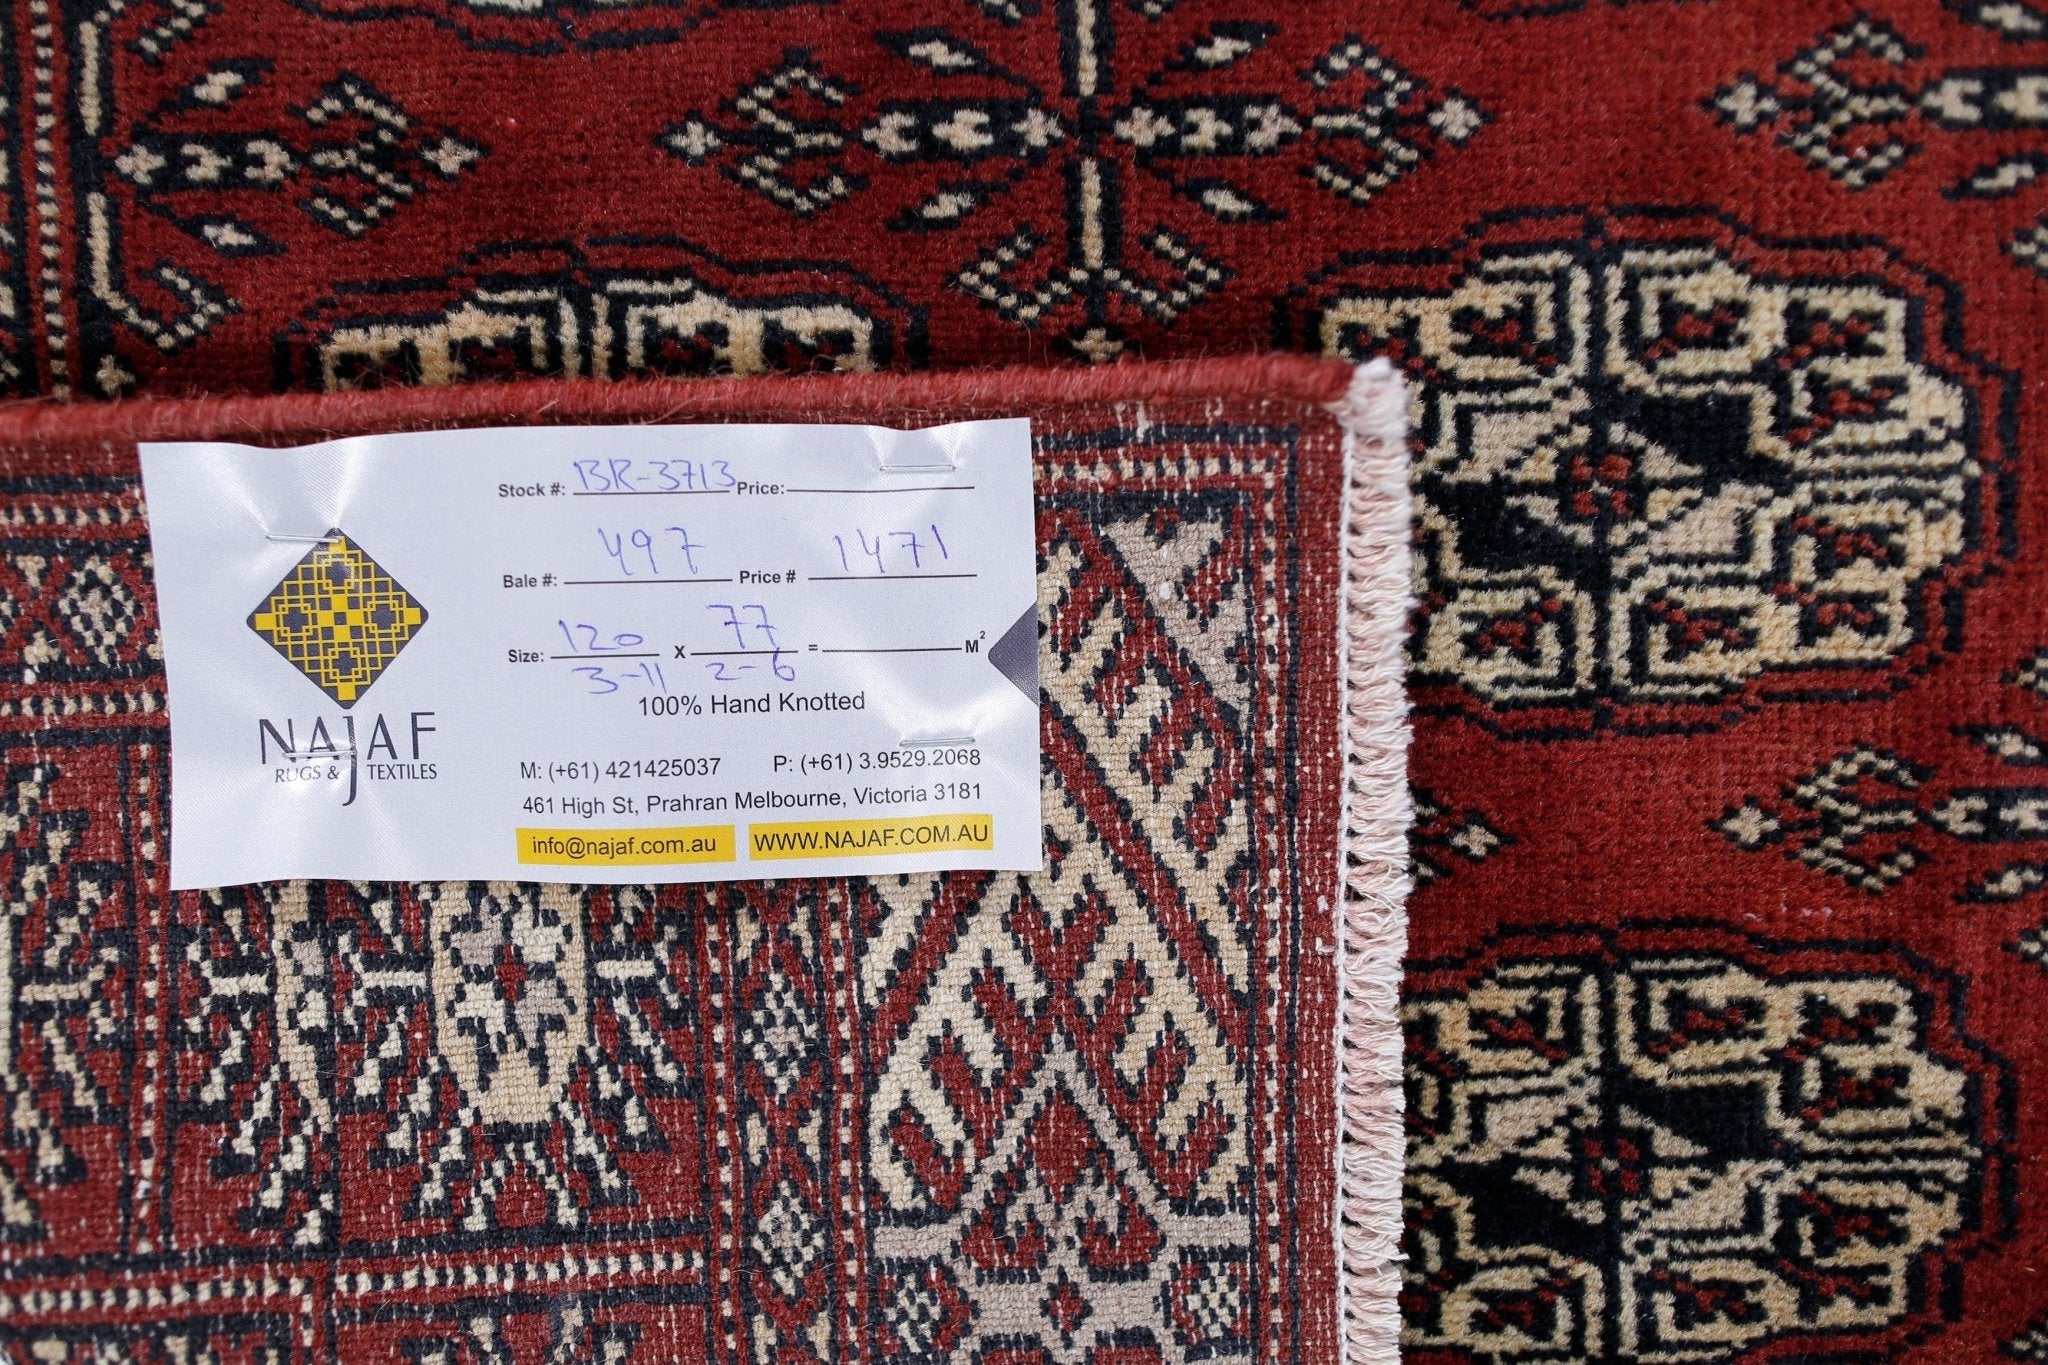 Stock #: BR-3713 Price:
Bale #: 497 Price # 1471
Size: 120 x 77 = M²
3-11 2-6
100% Hand Knotted
NAJAF
RUGS & TEXTILES
M: (+61) 421425037 P: (+61) 3.9529.2068
461 High St, Prahran Melbourne, Victoria 3181
info@najaf.com.au WWW.NAJAF.COM.AU